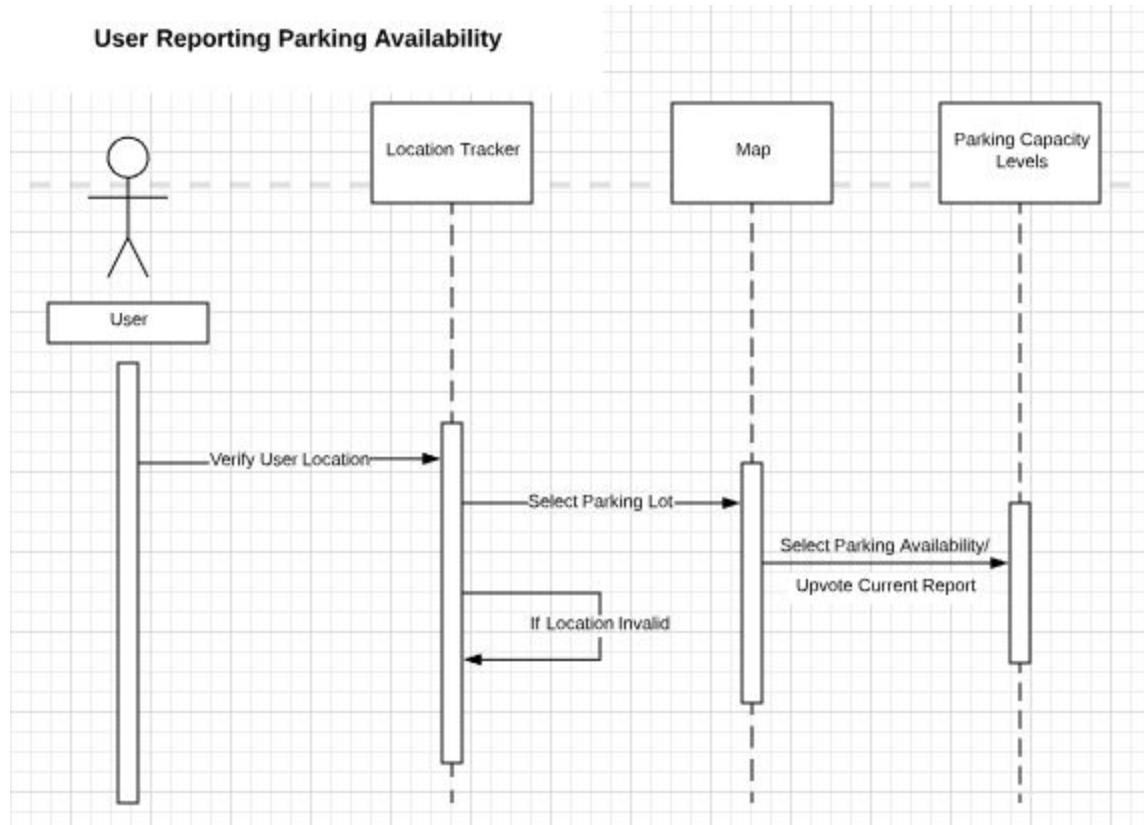 User Reporting Parking Availability
Location Tracker
Map
Parking Capacity
Levels
User
Verify User Location
Select Parking Lot
Select Parking Availability/
Upvote Current Report
If Location Invalid